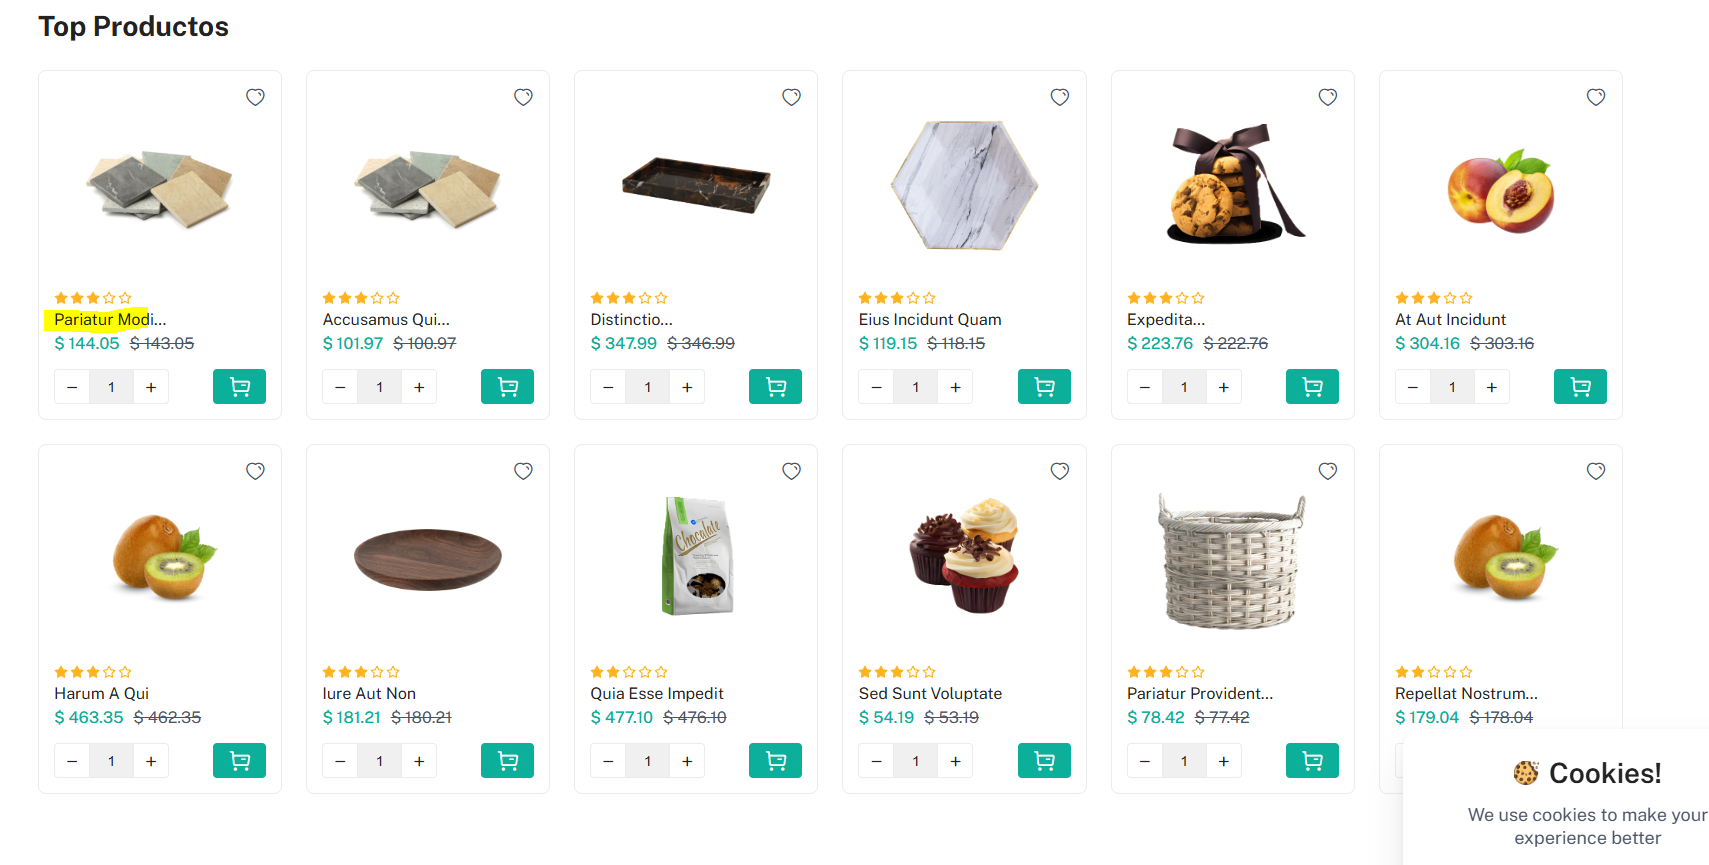 Top Productos
Pariatur Modi...
$ 144.05 $ 143.05
− 1 +
Accusamus Qui...
$ 101.97 $ 100.97
− 1 +
Distinctio...
$ 347.99 $ 346.99
− 1 +
Eius Incidunt Quam
$ 119.15 $ 118.15
− 1 +
Expedita...
$ 223.76 $ 222.76
− 1 +
At Aut Incidunt
$ 304.16 $ 303.16
− 1 +
Harum A Qui
$ 463.35 $ 462.35
− 1 +
Iure Aut Non
$ 181.21 $ 180.21
− 1 +
Chocolate
Quia Esse Impedit
$ 477.10 $ 476.10
− 1 +
Sed Sunt Voluptate
$ 54.19 $ 53.19
− 1 +
Pariatur Provident...
$ 78.42 $ 77.42
− 1 +
Repellat Nostrum...
$ 179.04 $ 178.04
Cookies!
We use cookies to make your
experience better